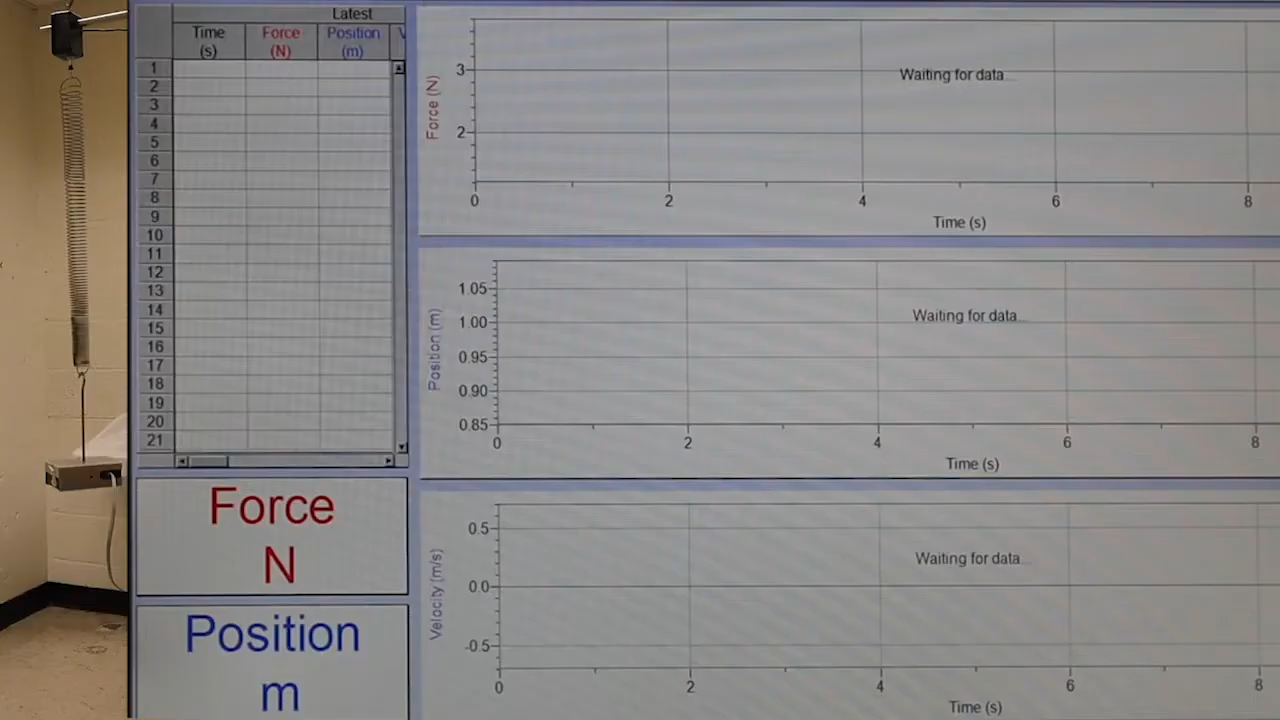 Latest
Time Force Position V
(s) (N) (m)
1
2
3
4
5
6
7
8
9
10
11
12
13
14
15
16
17
18
19
20
21
Force
N
Position
m
Force (N)
3
2
Waiting for data...
0 2 4 6 8
Time (s)
Position (m)
1.05
1.00
0.95
0.90
0.85
Waiting for data...
0 2 4 6 8
Time (s)
Velocity (m/s)
0.5
0.0
-0.5
Waiting for data...
0 2 4 6 8
Time (s)